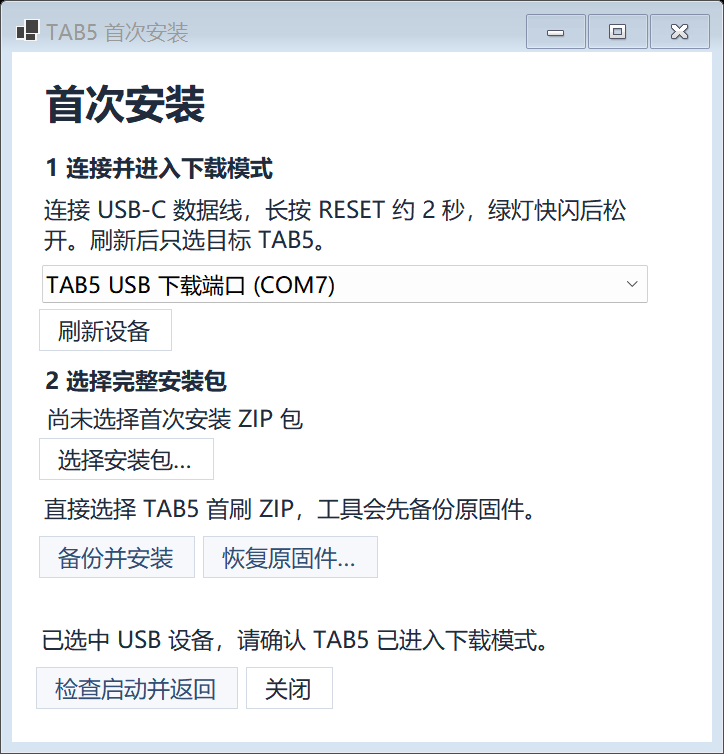 TAB5 首次安装
首次安装
1 连接并进入下载模式
连接 USB-C 数据线，长按 RESET 约 2 秒，绿灯快闪后松
开。刷新后只选目标 TAB5。
TAB5 USB 下载端口 (COM7)
刷新设备
2 选择完整安装包
尚未选择首次安装 ZIP 包
选择安装包...
直接选择 TAB5 首刷 ZIP，工具会先备份原固件。
备份并安装 恢复原固件...
已选中 USB 设备，请确认 TAB5 已进入下载模式。
检查启动并返回 关闭